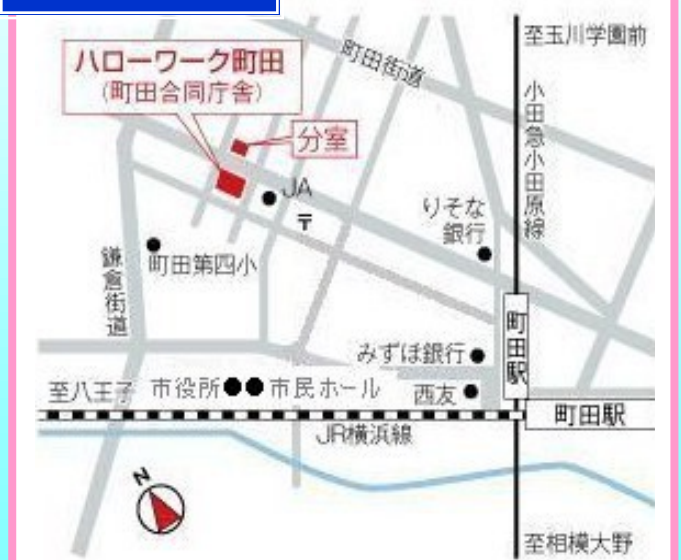 至玉川学園前
町田街道
ハローワーク町田
(町田合同庁舎)
小田急小田原線
分室
JA
〒
りそな
銀行
町田第四小
鎌倉街道
町田駅
みずほ銀行
至八王子
市役所
市民ホール
西友
町田駅
JR横浜線
N
至相模大野